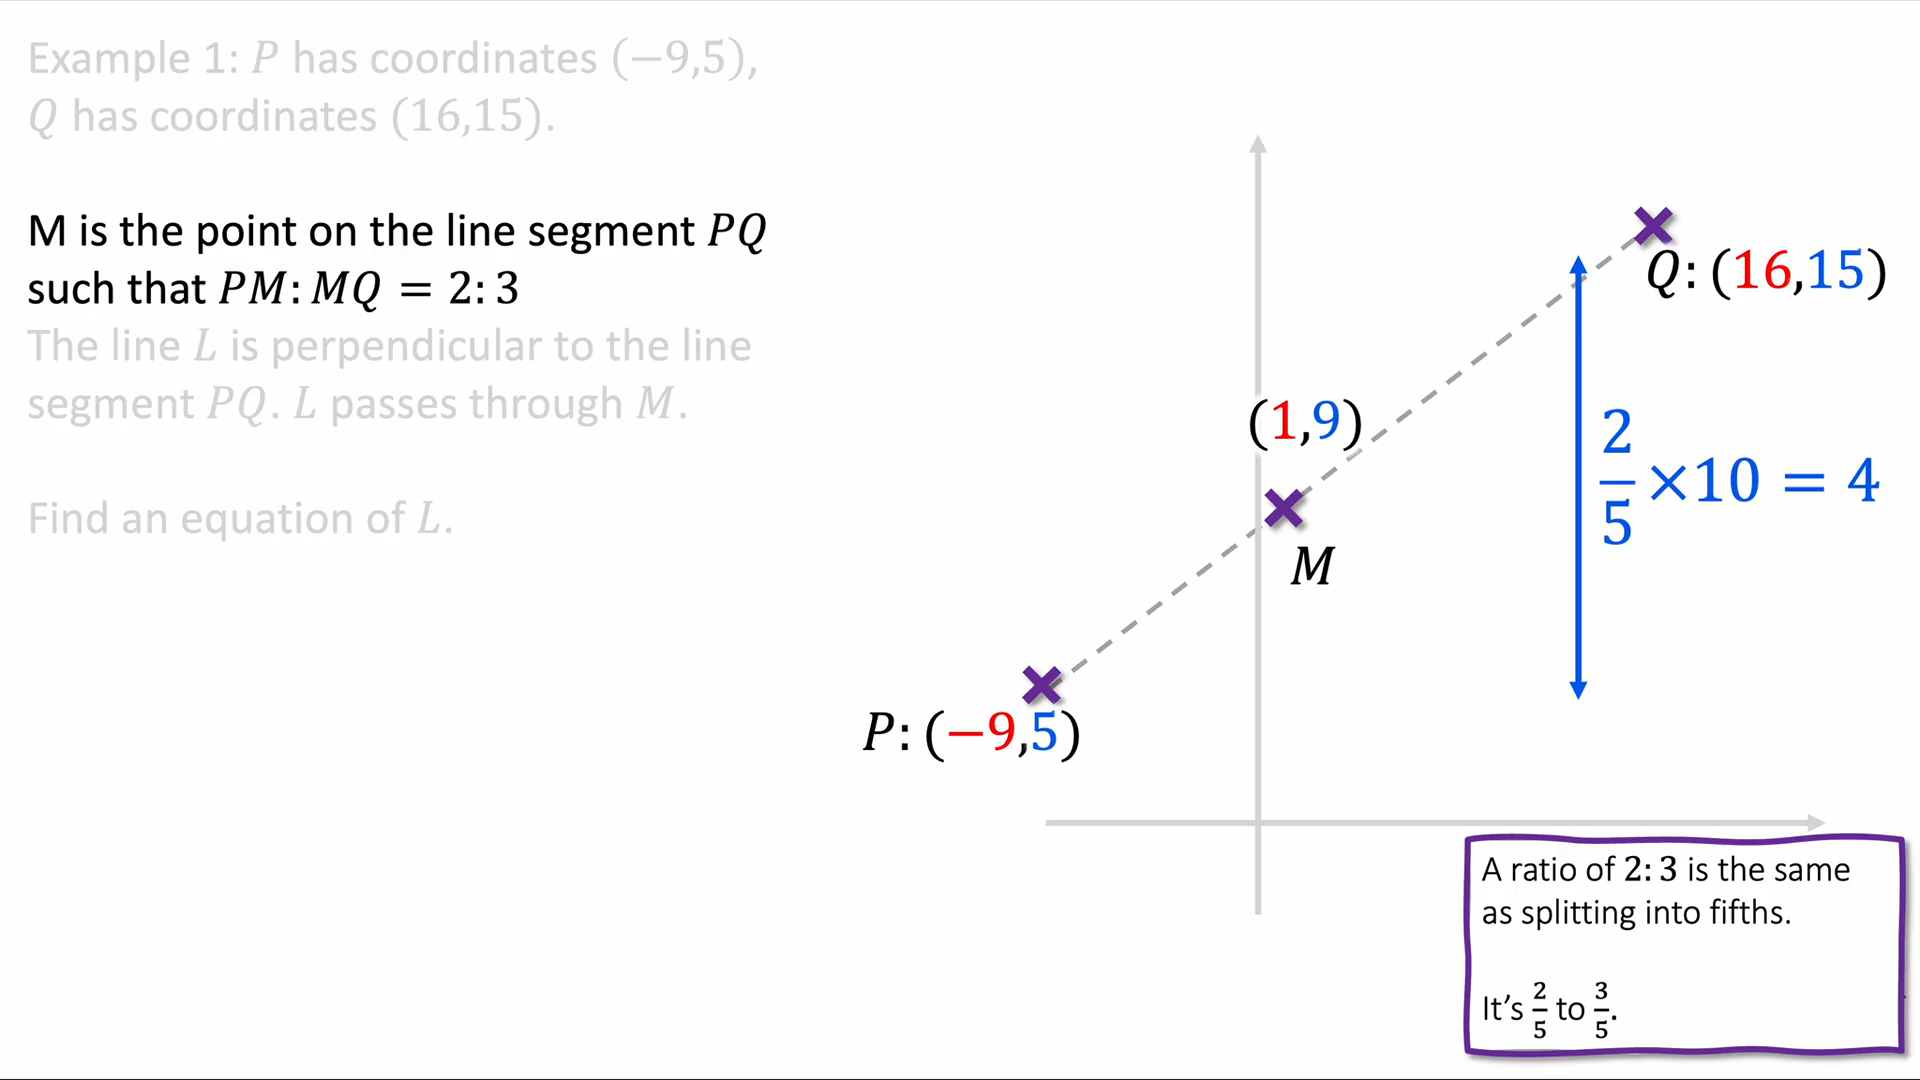 Example 1: P has coordinates (−9,5),
Q has coordinates (16,15).
M is the point on the line segment PQ
such that PM: MQ = 2: 3
The line L is perpendicular to the line
segment PQ. L passes through M.
Find an equation of L.
Q: (16,15)
(1,9)
2/5 ×10 = 4
M
P: (−9,5)
A ratio of 2: 3 is the same
as splitting into fifths.
It’s 2/5 to 3/5.